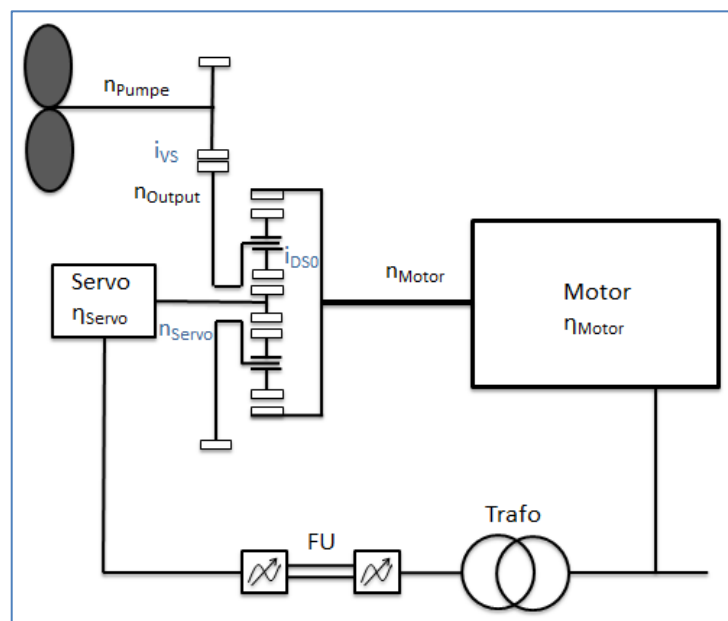 nPumpe
iVS
nOutput
iDS0
Servo
ηServo
nServo
nMotor
Motor
ηMotor
FU
Trafo